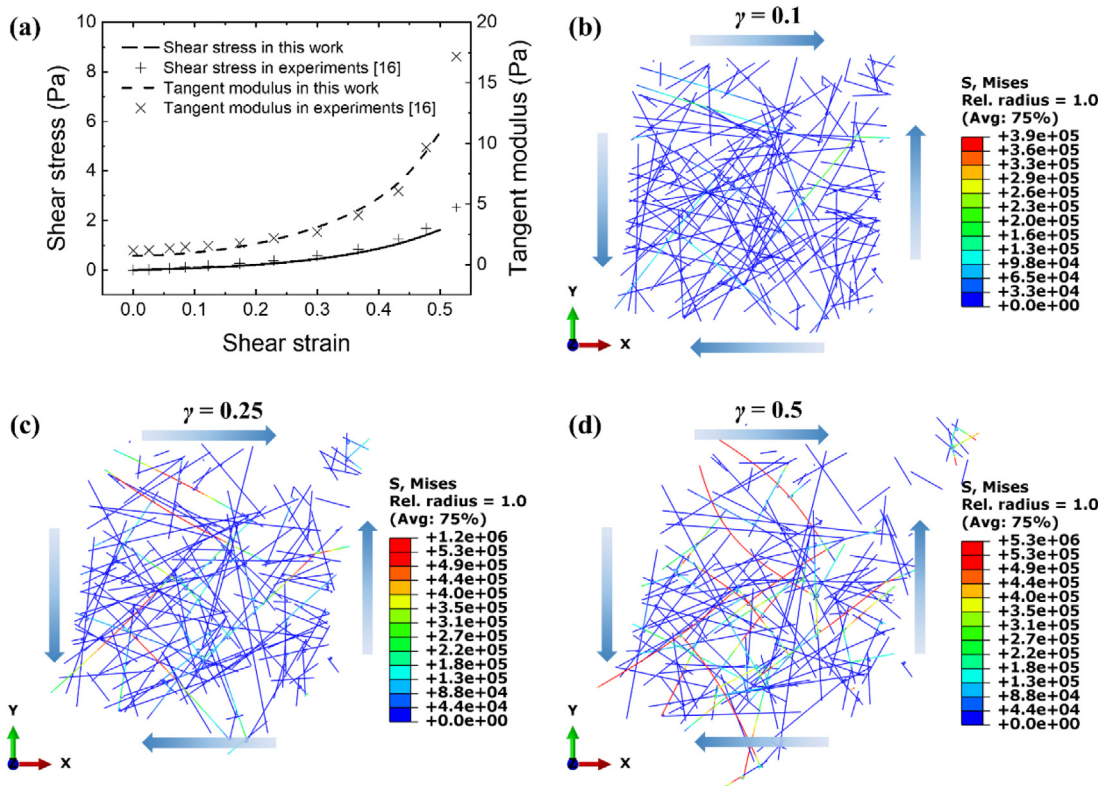 (a)
10
8
6
4
2
0
Shear stress (Pa)
Shear stress in this work
Shear stress in experiments [16]
Tangent modulus in this work
Tangent modulus in experiments [16]
20
15
10
5
0
Tangent modulus (Pa)
0.0 0.1 0.2 0.3 0.4 0.5
Shear strain
(b)
γ = 0.1
S, Mises
Rel. radius = 1.0
(Avg: 75%)
+3.9e+05
+3.6e+05
+3.3e+05
+2.9e+05
+2.6e+05
+2.3e+05
+2.0e+05
+1.6e+05
+1.3e+05
+9.8e+04
+6.5e+04
+3.3e+04
+0.0e+00
Y
X
(c)
γ = 0.25
S, Mises
Rel. radius = 1.0
(Avg: 75%)
+1.2e+06
+5.3e+05
+4.9e+05
+4.4e+05
+4.0e+05
+3.5e+05
+3.1e+05
+2.7e+05
+2.2e+05
+1.8e+05
+1.3e+05
+8.8e+04
+4.4e+04
+0.0e+00
Y
X
(d)
γ = 0.5
S, Mises
Rel. radius = 1.0
(Avg: 75%)
+5.3e+06
+5.3e+05
+4.9e+05
+4.4e+05
+4.0e+05
+3.5e+05
+3.1e+05
+2.7e+05
+2.2e+05
+1.8e+05
+1.3e+05
+8.8e+04
+4.4e+04
+0.0e+00
Y
X